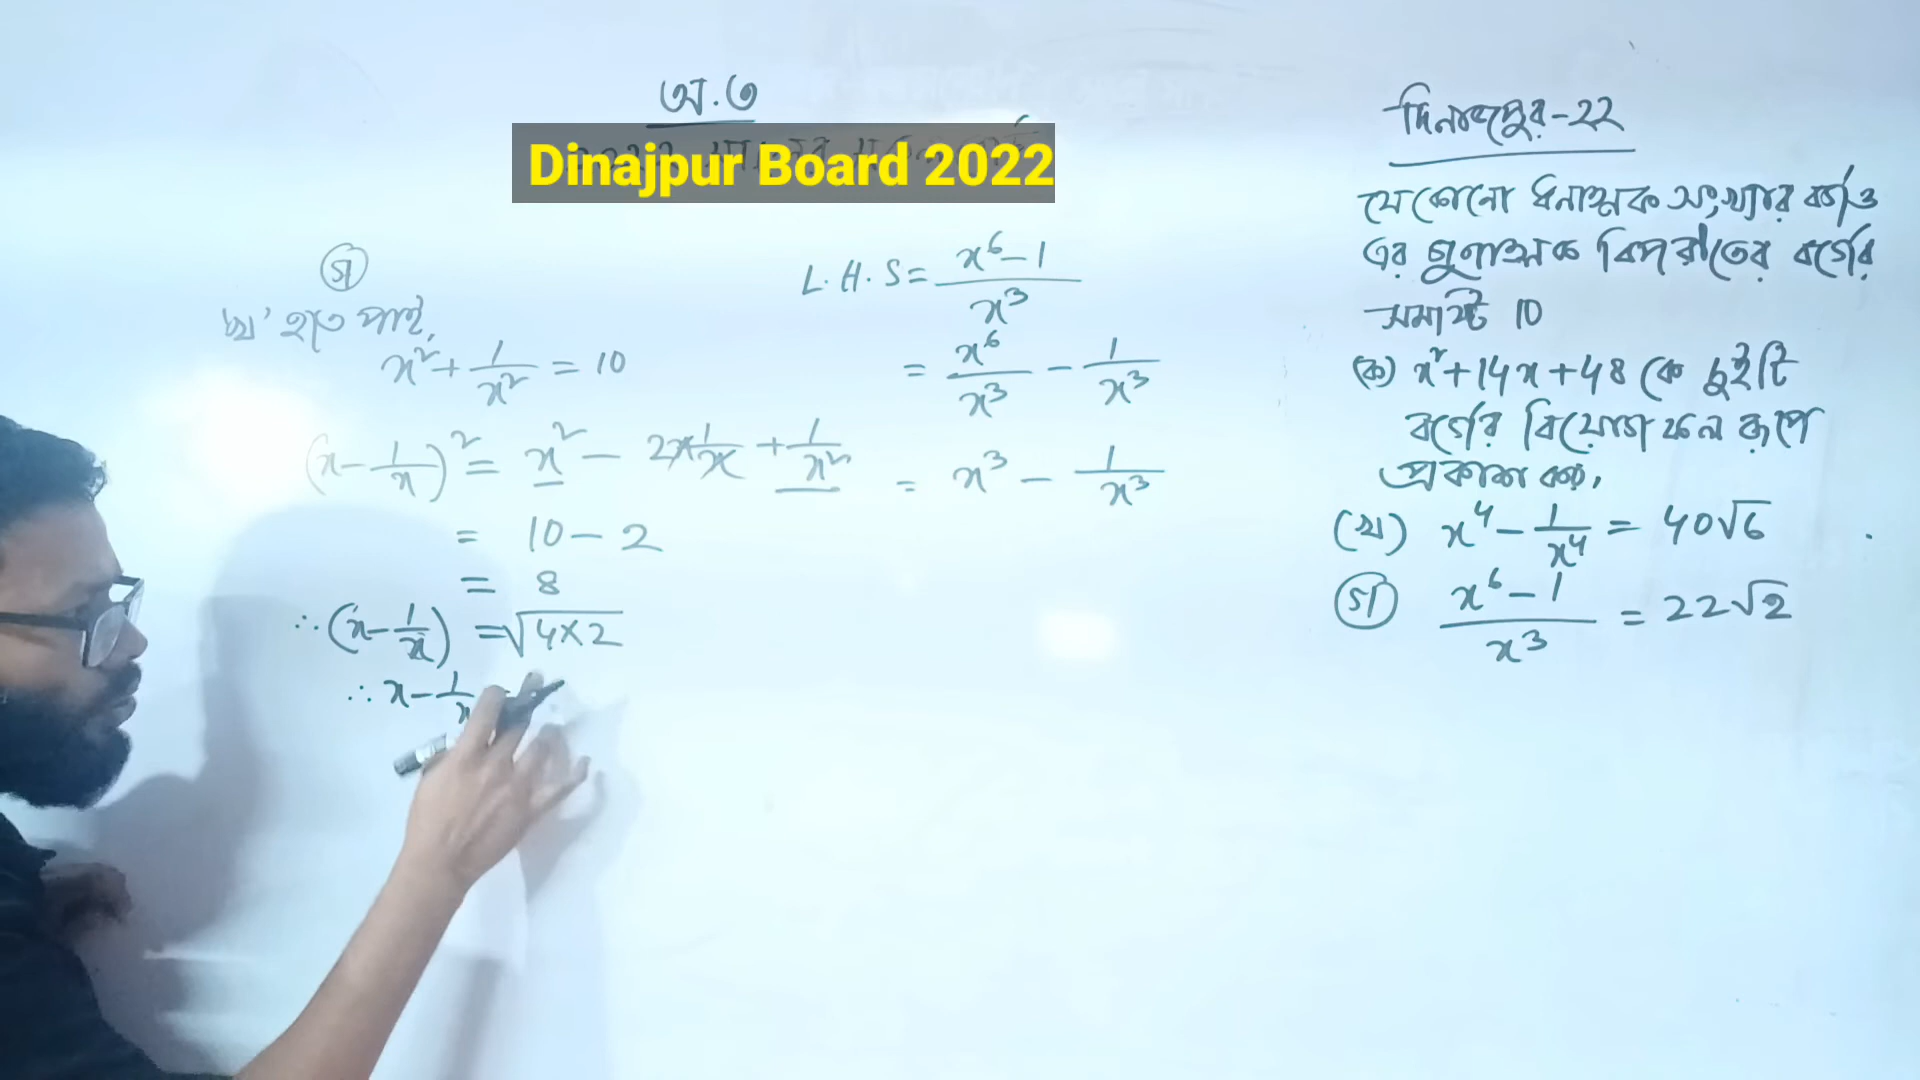 অ.৩
Dinajpur Board 2022
গ
'খ' হতে পাই,
x² + 1/x² = 10
(x - 1/x)² = x² - 2x 1/x + 1/x²
= 10 - 2
= 8
∴ (x - 1/x) = √4×2
∴ x - 1/x
L.H.S = x⁶-1/x³
= x⁶/x³ - 1/x³
= x³ - 1/x³
দিনাজপুর-২২
যেকোনো ধনাত্মক সংখ্যার বর্গ ও
এর গুণাত্মক বিপরীতের বর্গের
সমষ্টি 10
(ক) x²+14x+48 কে দুইটি
বর্গের বিয়োগফল রূপে
প্রকাশ কর,
(খ) x⁴ - 1/x⁴ = 40√6
গ x⁶-1/x³ = 22√2